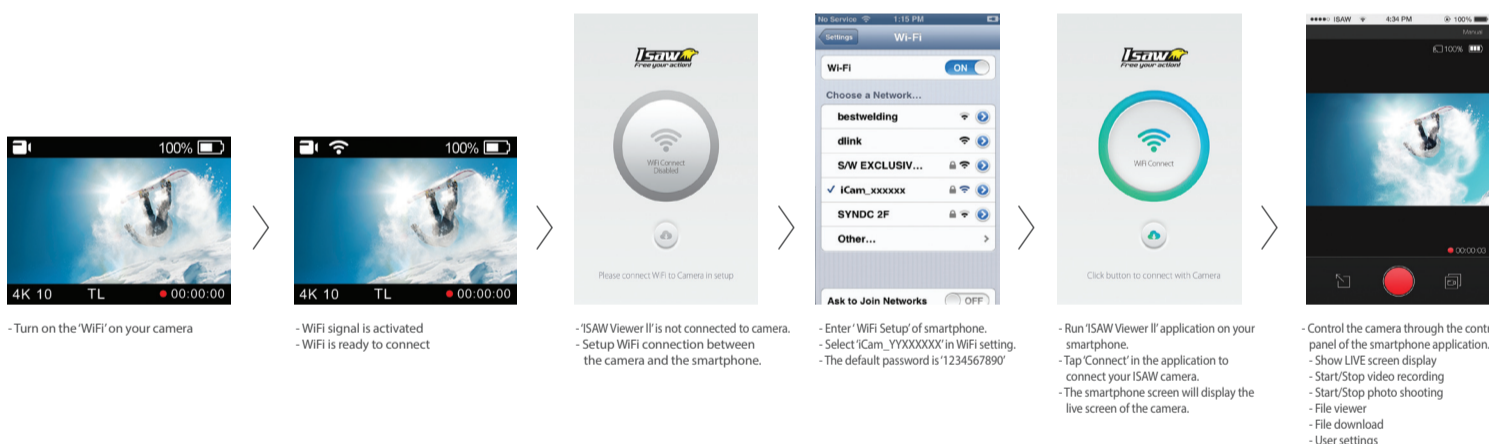 100%
4K 10 TL 00:00:00
- Turn on the 'WiFi' on your camera
100%
4K 10 TL 00:00:00
- WiFi signal is activated
- WiFi is ready to connect
Isaw
Free your action!
WiFi Connect
Disabled
Please connect WiFi to Camera in setup
- 'ISAW Viewer II' is not connected to camera.
- Setup WiFi connection between
the camera and the smartphone.
No Service 1:15 PM
Settings Wi-Fi
Wi-Fi ON
Choose a Network...
bestwelding
dlink
S/W EXCLUSIV...
✓ iCam_xxxxxx
SYNDC 2F
Other...
Ask to Join Networks OFF
- Enter ' WiFi Setup' of smartphone.
- Select 'iCam_YYXXXXXX' in WiFi setting.
- The default password is '1234567890'
Isaw
Free your action!
WiFi Connect
Click button to connect with Camera
- Run 'ISAW Viewer II' application on your
smartphone.
- Tap 'Connect' in the application to
connect your ISAW camera.
- The smartphone screen will display the
live screen of the camera.
ISAW 4:34 PM 100%
Manual
100%
00:00:00
- Control the camera through the contr
panel of the smartphone application.
- Show LIVE screen display
- Start/Stop video recording
- Start/Stop photo shooting
- File viewer
- File download
- User settings